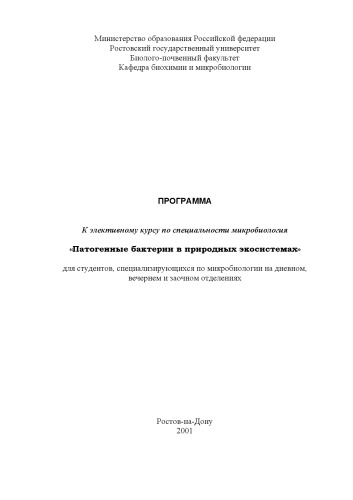 Министерство образования Российской федерации
Ростовский государственный университет
Биолого-почвенный факультет
Кафедра биохимии и микробиологии
ПРОГРАММА
К элективному курсу по специальности микробиология
«Патогенные бактерии в природных экосистемах»
для студентов, специализирующихся по микробиологии на дневном,
вечернем и заочном отделениях
Ростов-на-Дону
2001